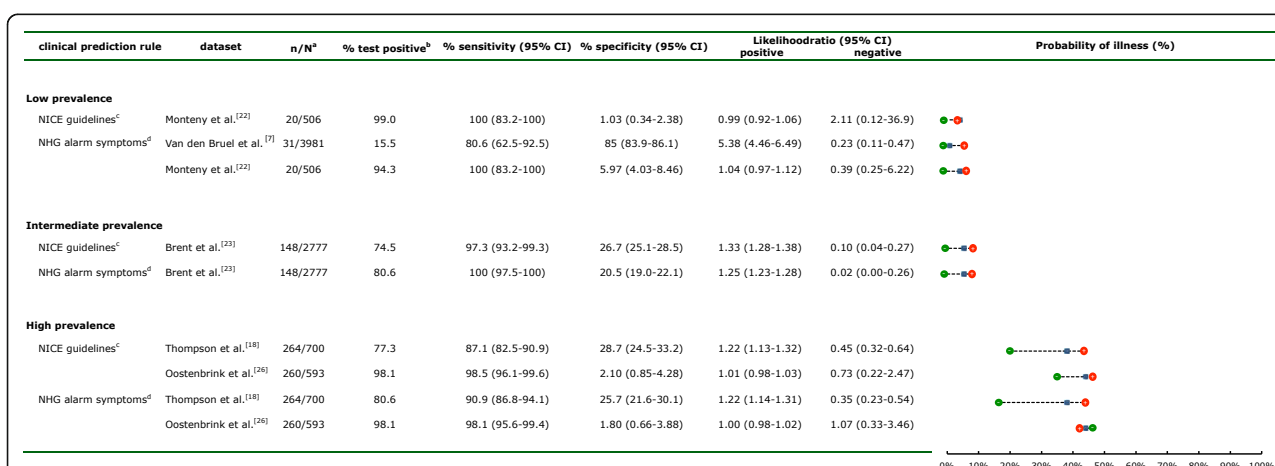 clinical prediction rule dataset n/Nª % test positiveᵇ % sensitivity (95% CI) % specificity (95% CI) Likelihoodratio (95% CI) Probability of illness (%)
positive negative
Low prevalence
NICE guidelinesᶜ Monteny et al.[22] 20/506 99.0 100 (83.2-100) 1.03 (0.34-2.38) 0.99 (0.92-1.06) 2.11 (0.12-36.9)
NHG alarm symptomsᵈ Van den Bruel et al. [7] 31/3981 15.5 80.6 (62.5-92.5) 85 (83.9-86.1) 5.38 (4.46-6.49) 0.23 (0.11-0.47)
Monteny et al.[22] 20/506 94.3 100 (83.2-100) 5.97 (4.03-8.46) 1.04 (0.97-1.12) 0.39 (0.25-6.22)
Intermediate prevalence
NICE guidelinesᶜ Brent et al.[23] 148/2777 74.5 97.3 (93.2-99.3) 26.7 (25.1-28.5) 1.33 (1.28-1.38) 0.10 (0.04-0.27)
NHG alarm symptomsᵈ Brent et al.[23] 148/2777 80.6 100 (97.5-100) 20.5 (19.0-22.1) 1.25 (1.23-1.28) 0.02 (0.00-0.26)
High prevalence
NICE guidelinesᶜ Thompson et al.[18] 264/700 77.3 87.1 (82.5-90.9) 28.7 (24.5-33.2) 1.22 (1.13-1.32) 0.45 (0.32-0.64)
Oostenbrink et al.[26] 260/593 98.1 98.5 (96.1-99.6) 2.10 (0.85-4.28) 1.01 (0.98-1.03) 0.73 (0.22-2.47)
NHG alarm symptomsᵈ Thompson et al.[18] 264/700 80.6 90.9 (86.8-94.1) 25.7 (21.6-30.1) 1.22 (1.14-1.31) 0.35 (0.23-0.54)
Oostenbrink et al.[26] 260/593 98.1 98.1 (95.6-99.4) 1.80 (0.66-3.88) 1.00 (0.98-1.02) 1.07 (0.33-3.46)
0% 10% 20% 30% 40% 50% 60% 70% 80% 90% 100%